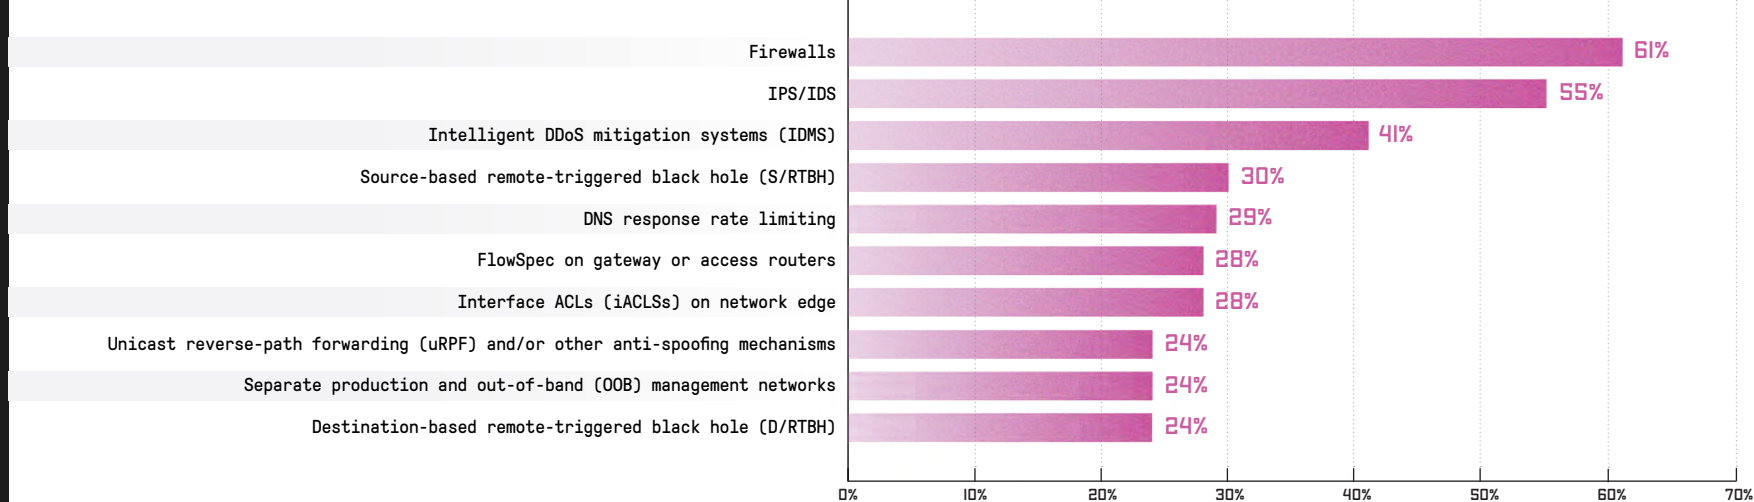 Firewalls 61%
IPS/IDS 55%
Intelligent DDoS mitigation systems (IDMS) 41%
Source-based remote-triggered black hole (S/RTBH) 30%
DNS response rate limiting 29%
FlowSpec on gateway or access routers 28%
Interface ACLs (iACLSs) on network edge 28%
Unicast reverse-path forwarding (uRPF) and/or other anti-spoofing mechanisms 24%
Separate production and out-of-band (OOB) management networks 24%
Destination-based remote-triggered black hole (D/RTBH) 24%
0% 10% 20% 30% 40% 50% 60% 70%